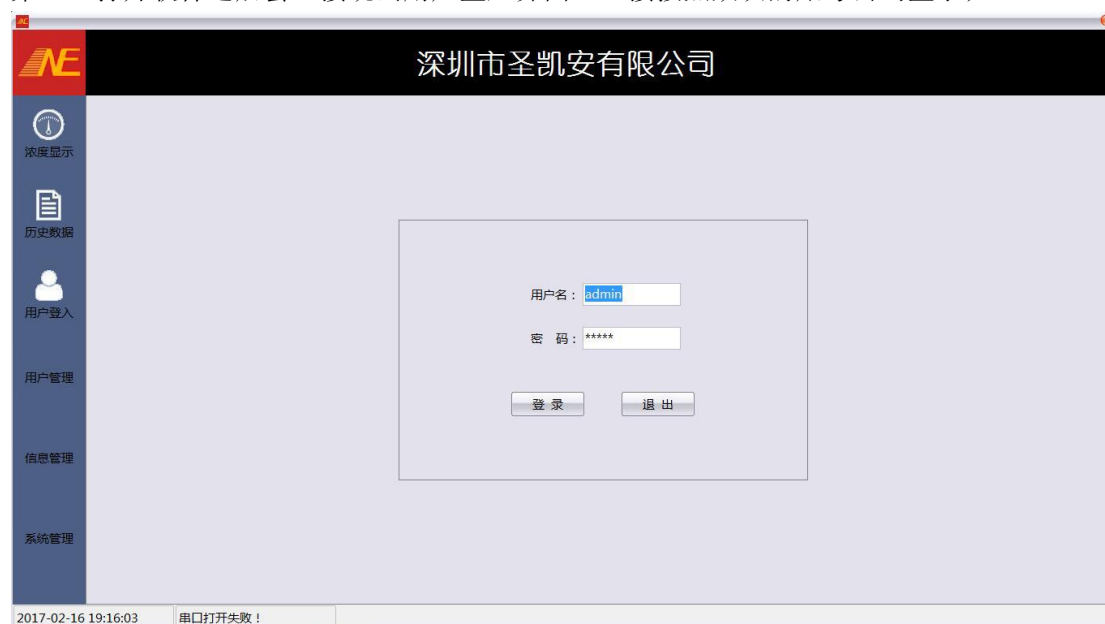 NE
深圳市圣凯安有限公司
浓度显示
历史数据
用户登入
用户管理
信息管理
系统管理
用户名：admin
密 码：*****
登 录
退 出
2017-02-16 19:16:03 串口打开失败！